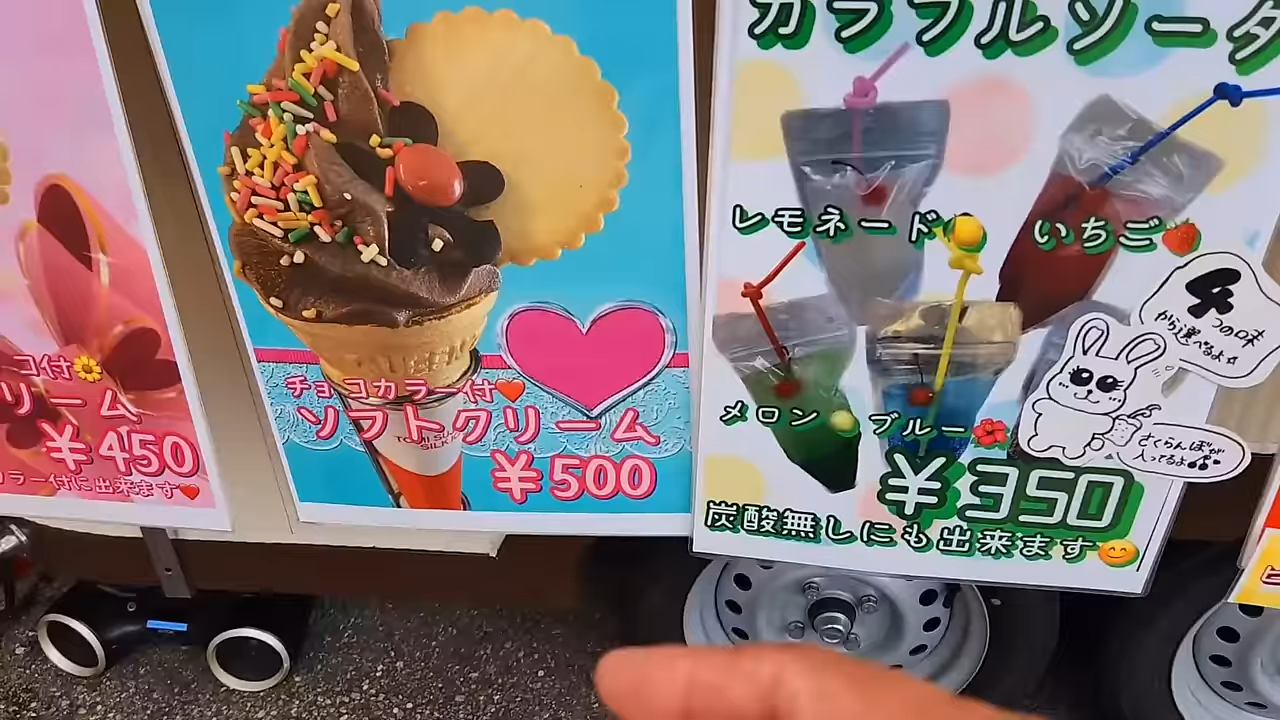 コ付🌼
リーム
¥450
ラー付に出来ます♥
チョコカラー付♥
ソフトクリーム
¥500
カラフルソーダ
レモネード
いちご
メロン
ブルー
4つの味
から選べるよ☆
さくらんぼが
入ってるよ
¥350
炭酸無しにも出来ます😊